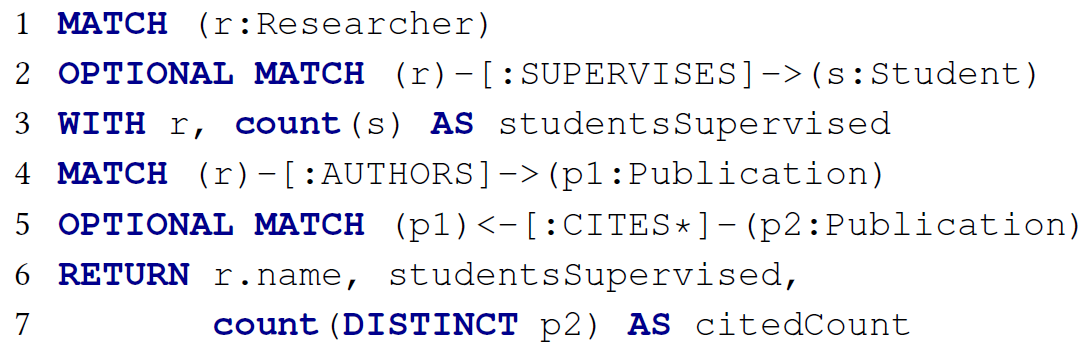 1 MATCH (r:Researcher)
2 OPTIONAL MATCH (r)-[:SUPERVISES]->(s:Student)
3 WITH r, count(s) AS studentsSupervised
4 MATCH (r)-[:AUTHORS]->(p1:Publication)
5 OPTIONAL MATCH (p1)<-[:CITES*]-(p2:Publication)
6 RETURN r.name, studentsSupervised,
7 count(DISTINCT p2) AS citedCount